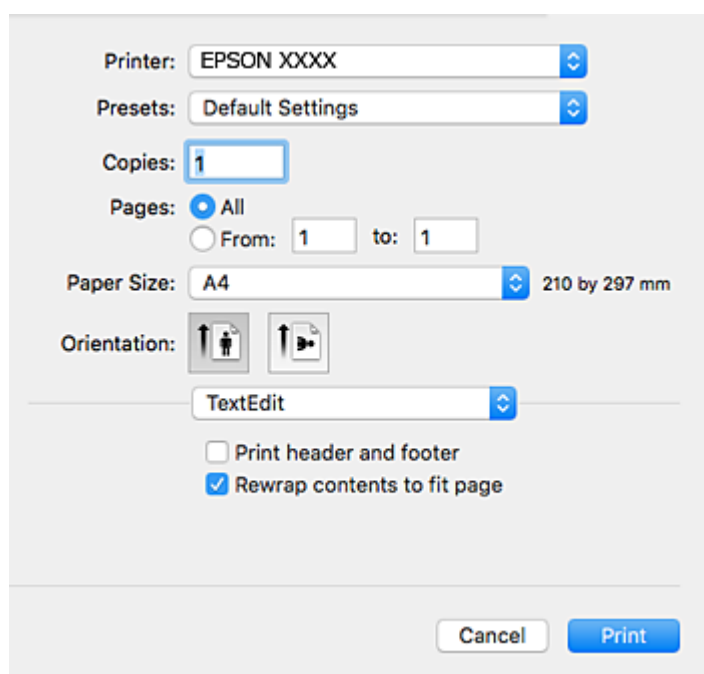 Printer: EPSON XXXX
Presets: Default Settings
Copies: 1
Pages: All
From: 1 to: 1
Paper Size: A4 210 by 297 mm
Orientation:
TextEdit
Print header and footer
Rewrap contents to fit page
Cancel Print